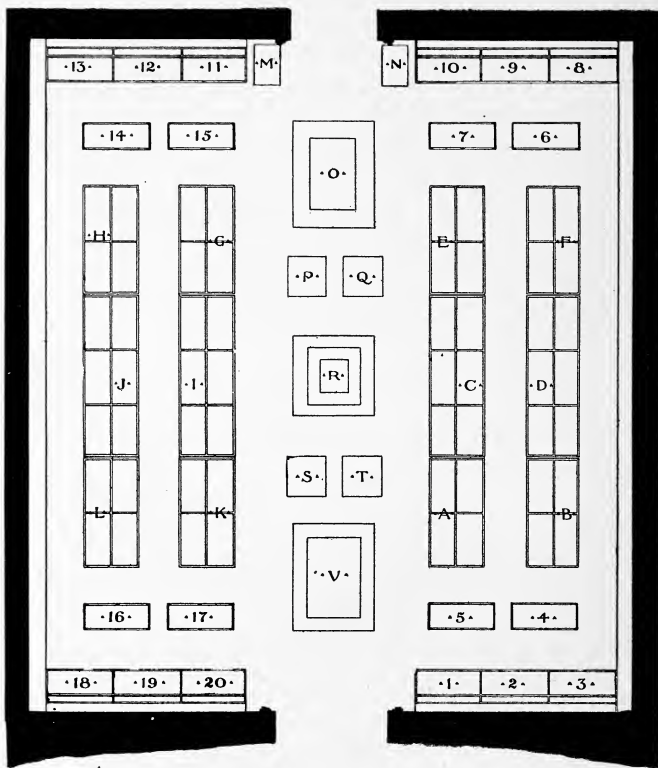 ·13· ·12· ·11· ·M· ·N· ·10· ·9· ·8·
·14· ·15· ·O· ·7· ·6·
·H· ·G· ·E· ·F·
·P· ·Q·
·J· ·I· ·R· ·C· ·D·
·S· ·T·
·L· ·K· ·A· ·B·
·V·
·16· ·17· ·5· ·4·
·18· ·19· ·20· ·1· ·2· ·3·